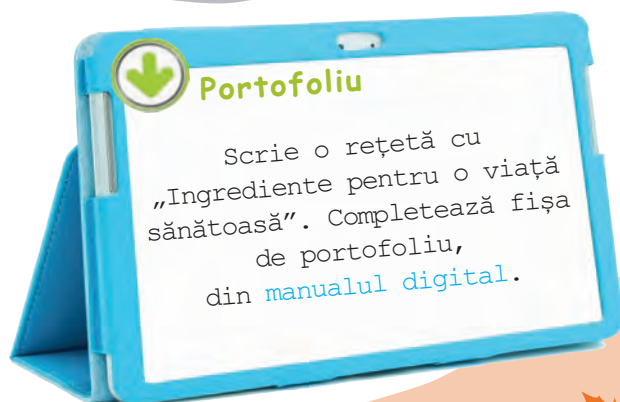 Portofoliu
Scrie o rețetă cu
„Ingrediente pentru o viață
sănătoasă”. Completează fișa
de portofoliu,
din manualul digital.